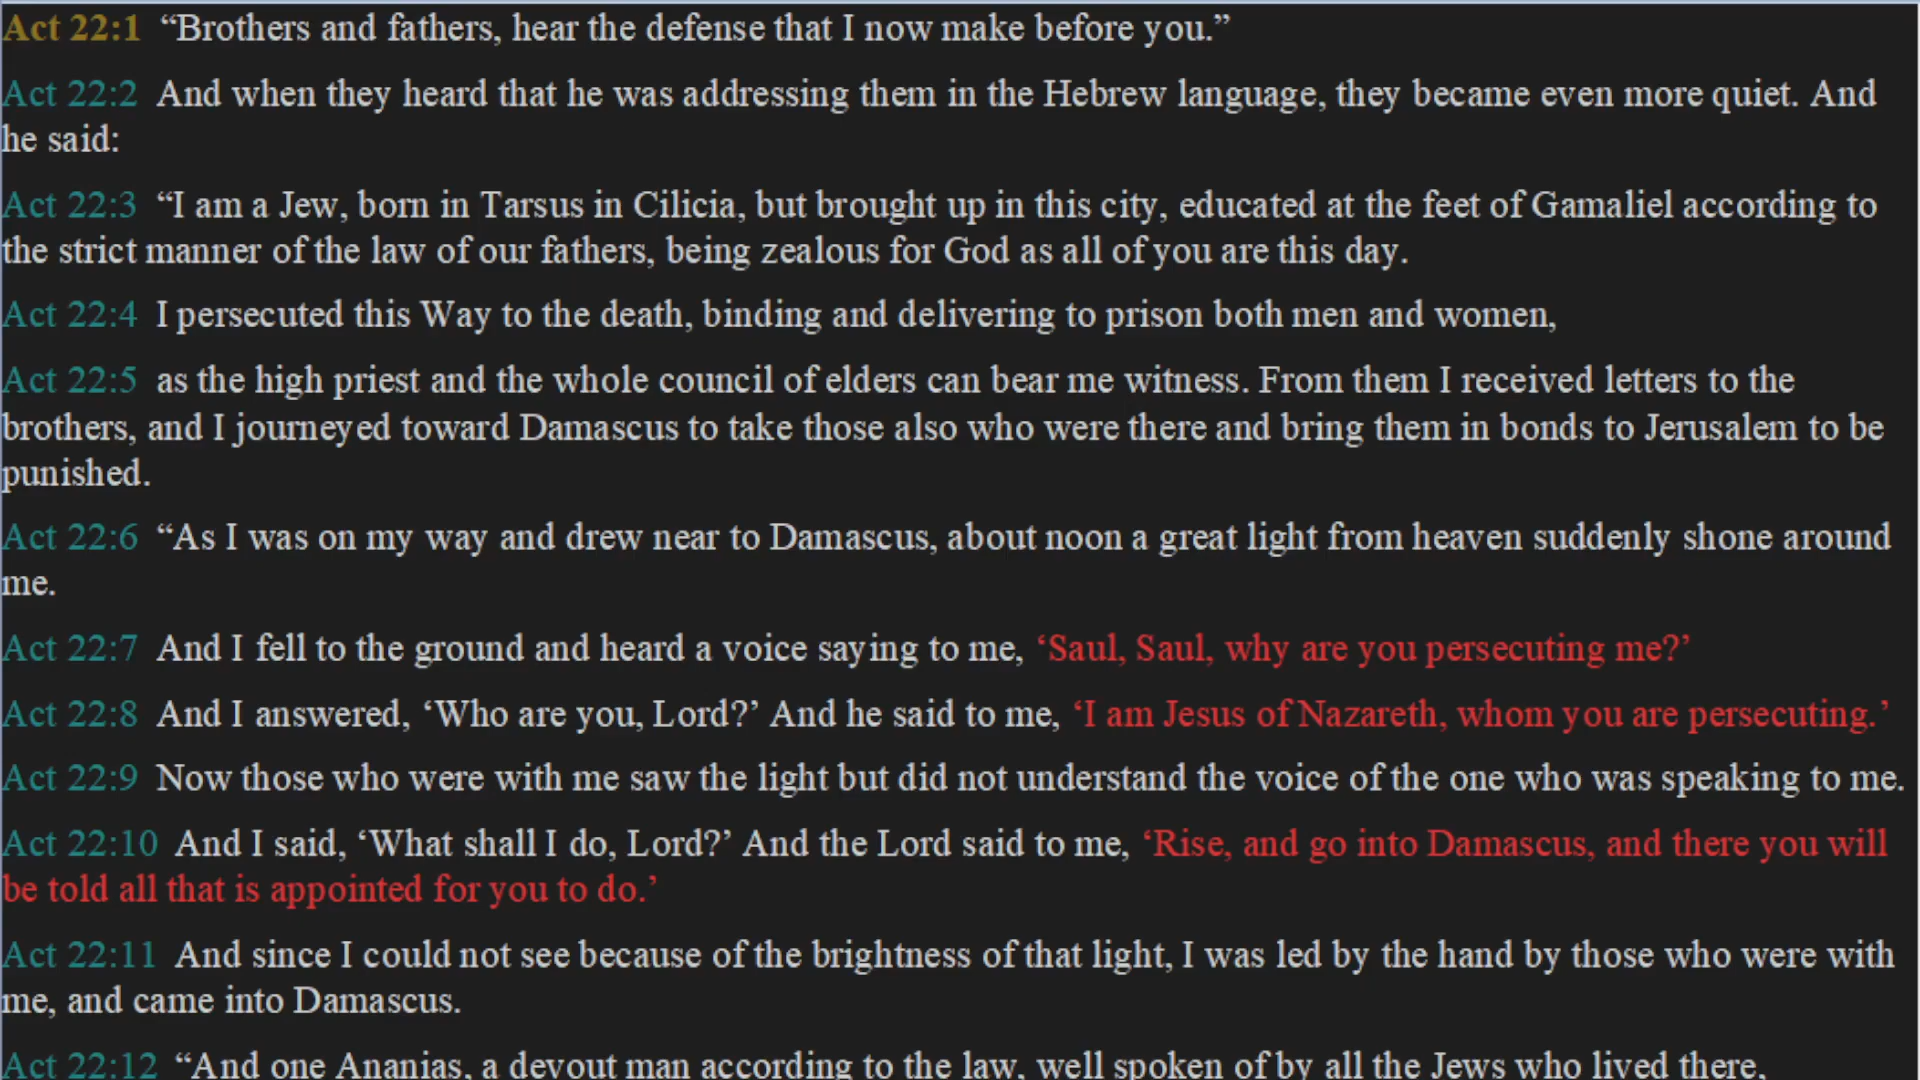 Act 22:1 “Brothers and fathers, hear the defense that I now make before you.”
Act 22:2 And when they heard that he was addressing them in the Hebrew language, they became even more quiet. And
he said:
Act 22:3 “I am a Jew, born in Tarsus in Cilicia, but brought up in this city, educated at the feet of Gamaliel according to
the strict manner of the law of our fathers, being zealous for God as all of you are this day.
Act 22:4 I persecuted this Way to the death, binding and delivering to prison both men and women,
Act 22:5 as the high priest and the whole council of elders can bear me witness. From them I received letters to the
brothers, and I journeyed toward Damascus to take those also who were there and bring them in bonds to Jerusalem to be
punished.
Act 22:6 “As I was on my way and drew near to Damascus, about noon a great light from heaven suddenly shone around
me.
Act 22:7 And I fell to the ground and heard a voice saying to me, ‘Saul, Saul, why are you persecuting me?’
Act 22:8 And I answered, ‘Who are you, Lord?’ And he said to me, ‘I am Jesus of Nazareth, whom you are persecuting.’
Act 22:9 Now those who were with me saw the light but did not understand the voice of the one who was speaking to me.
Act 22:10 And I said, ‘What shall I do, Lord?’ And the Lord said to me, ‘Rise, and go into Damascus, and there you will
be told all that is appointed for you to do.’
Act 22:11 And since I could not see because of the brightness of that light, I was led by the hand by those who were with
me, and came into Damascus.
Act 22:12 “And one Ananias, a devout man according to the law, well spoken of by all the Jews who lived there,